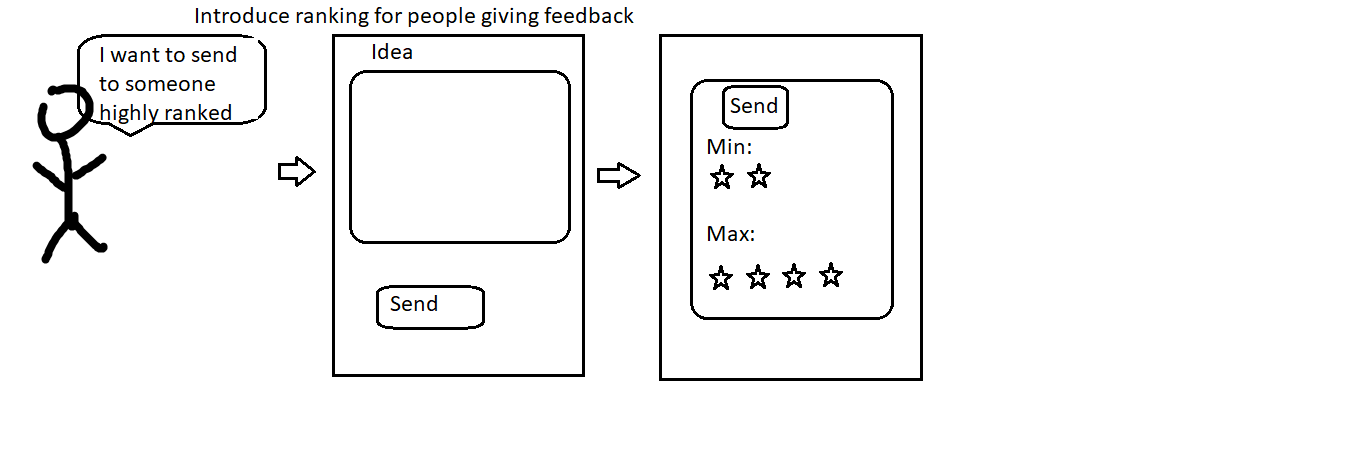 Introduce ranking for people giving feedback
I want to send
to someone
highly ranked
Idea
Send
Send
Min:
Max: